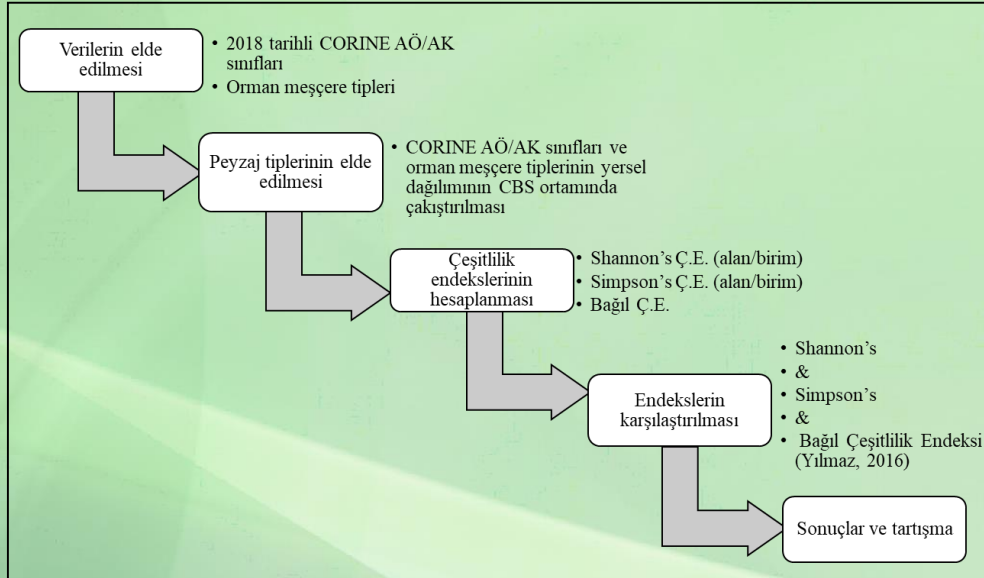 Verilerin elde
edilmesi
• 2018 tarihli CORINE AÖ/AK
sınıfları
• Orman meşçere tipleri
Peyzaj tiplerinin elde
edilmesi
• CORINE AÖ/AK sınıfları ve
orman meşçere tiplerinin yersel
dağılımının CBS ortamında
çakıştırılması
Çeşitlilik
endekslerinin
hesaplanması
• Shannon’s Ç.E. (alan/birim)
• Simpson’s Ç.E. (alan/birim)
• Bağıl Ç.E.
Endekslerin
karşılaştırılması
• Shannon’s
• &
• Simpson’s
• &
• Bağıl Çeşitlilik Endeksi
(Yılmaz, 2016)
Sonuçlar ve tartışma